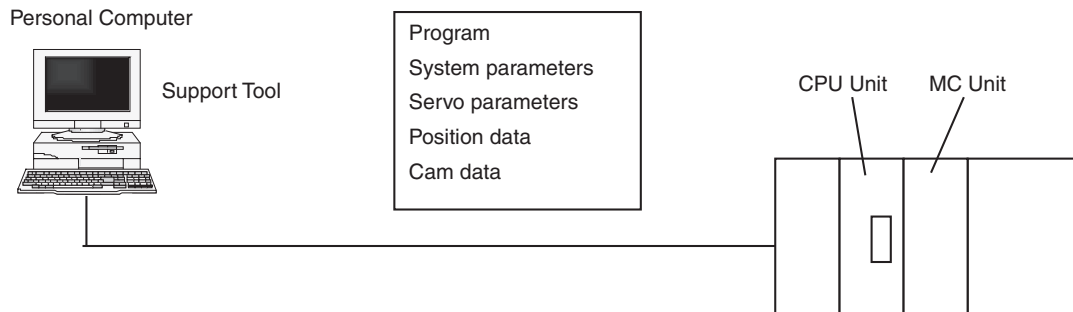 Personal Computer
Support Tool
Program
System parameters
Servo parameters
Position data
Cam data
CPU Unit
MC Unit